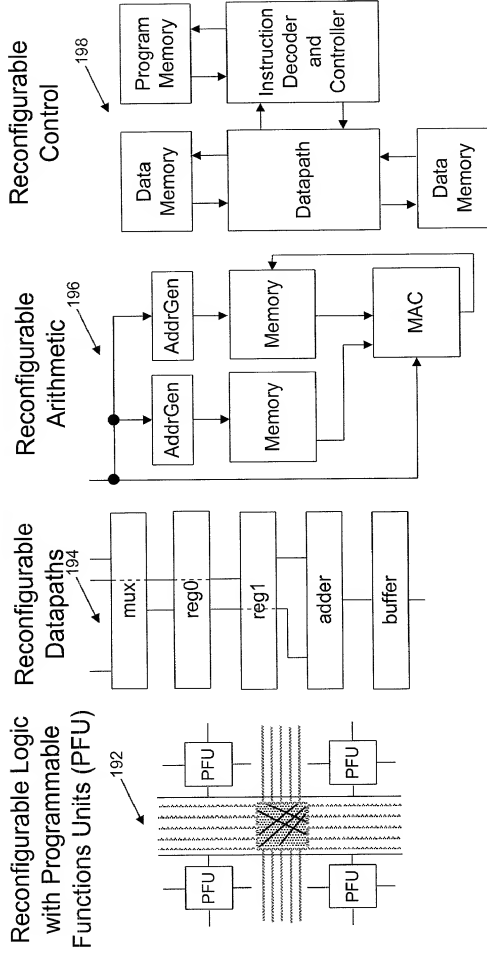 Reconfigurable Logic
with Programmable
Functions Units (PFU)
192
PFU
PFU
PFU
PFU
Reconfigurable
Datapaths
194
mux
reg0
reg1
adder
buffer
Reconfigurable
Arithmetic
196
AddrGen
AddrGen
Memory
Memory
MAC
Reconfigurable
Control
198
Data
Memory
Program
Memory
Datapath
Instruction
Decoder
and
Controller
Data
Memory